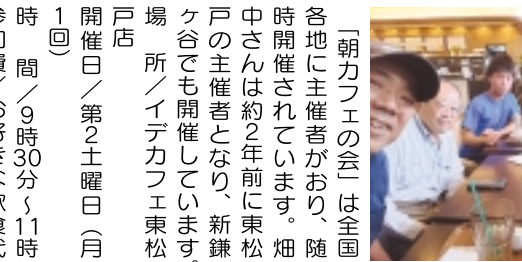 「朝カフェの会」は全国
各地に主催者がおり、随
時開催されています。畑
中さんは約2年前に東松
戸の主催者となり、新鎌
ヶ谷でも開催しています。
場　所／イデカフェ東松
戸店
開催日／第2土曜日（月
1回）
時　間／9時30分～11時